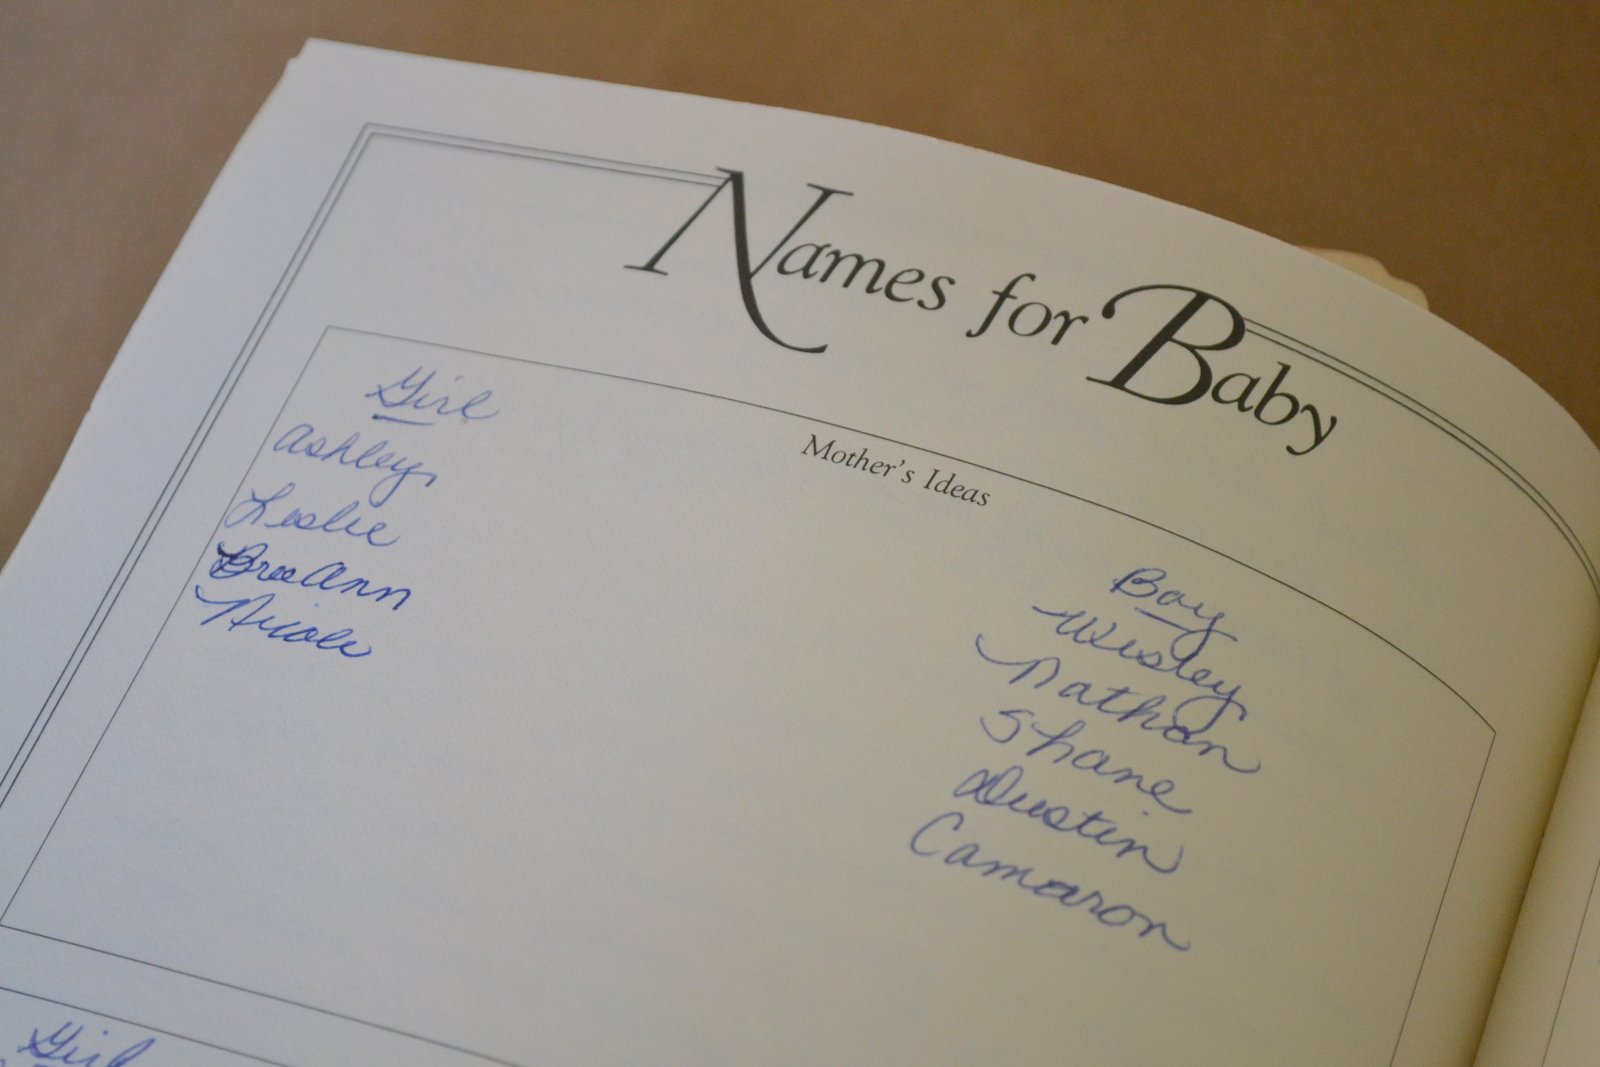 Names for Baby
Mother's Ideas
Girl
Ashley
Leslie
BreeAnn
Nicole
Boy
Wesley
Nathan
Shane
Dustin
Camaron
Girl